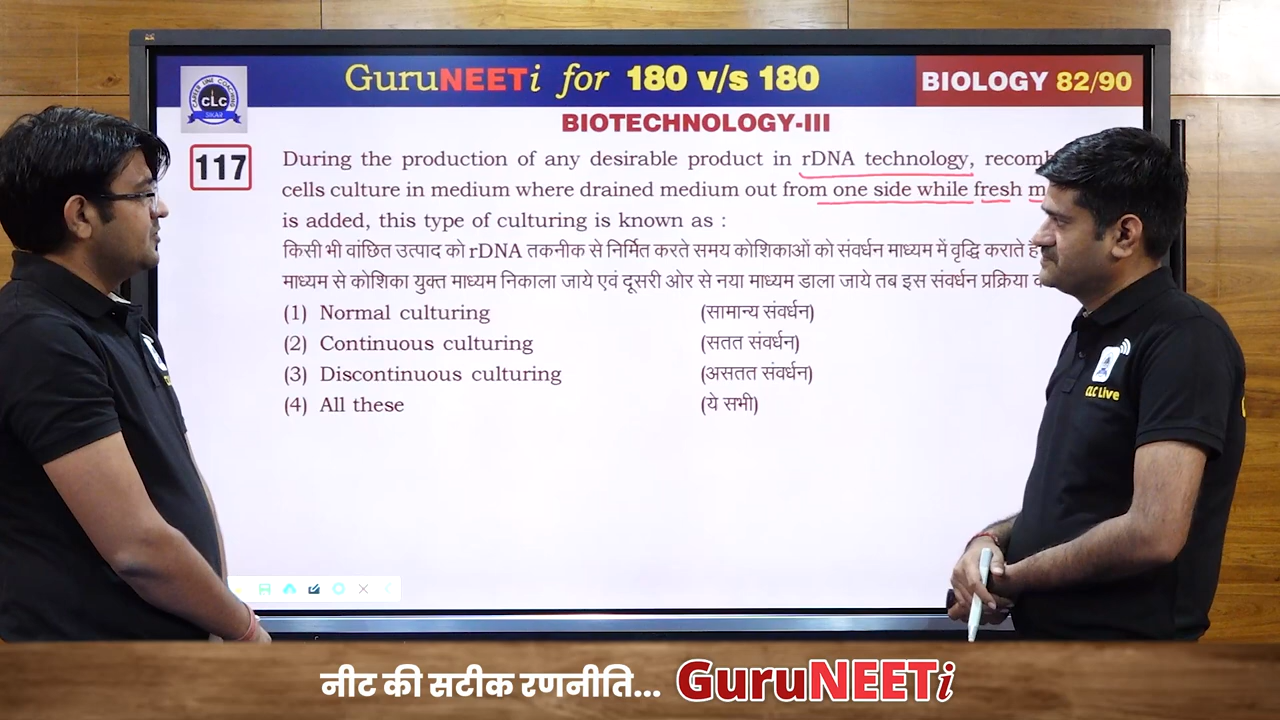 GuruNEETi for 180 v/s 180
BIOLOGY 82/90
CLC
SIKAR
BIOTECHNOLOGY-III
117
During the production of any desirable product in rDNA technology,
cells culture in medium where drained medium out from one side while fresh
is added, this type of culturing is known as :
किसी भी वांछित उत्पाद को rDNA तकनीक से निर्मित करते समय कोशिकाओं को संवर्धन माध्यम में वृद्धि कराते
माध्यम से कोशिका युक्त माध्यम निकाला जाये एवं दूसरी ओर से नया माध्यम डाला जाये तब इस संवर्धन प्रक्रिया
(1) Normal culturing (सामान्य संवर्धन)
(2) Continuous culturing (सतत संवर्धन)
(3) Discontinuous culturing (असतत संवर्धन)
(4) All these (ये सभी)
CLC Live
नीट की सटीक रणनीति... GuruNEETi